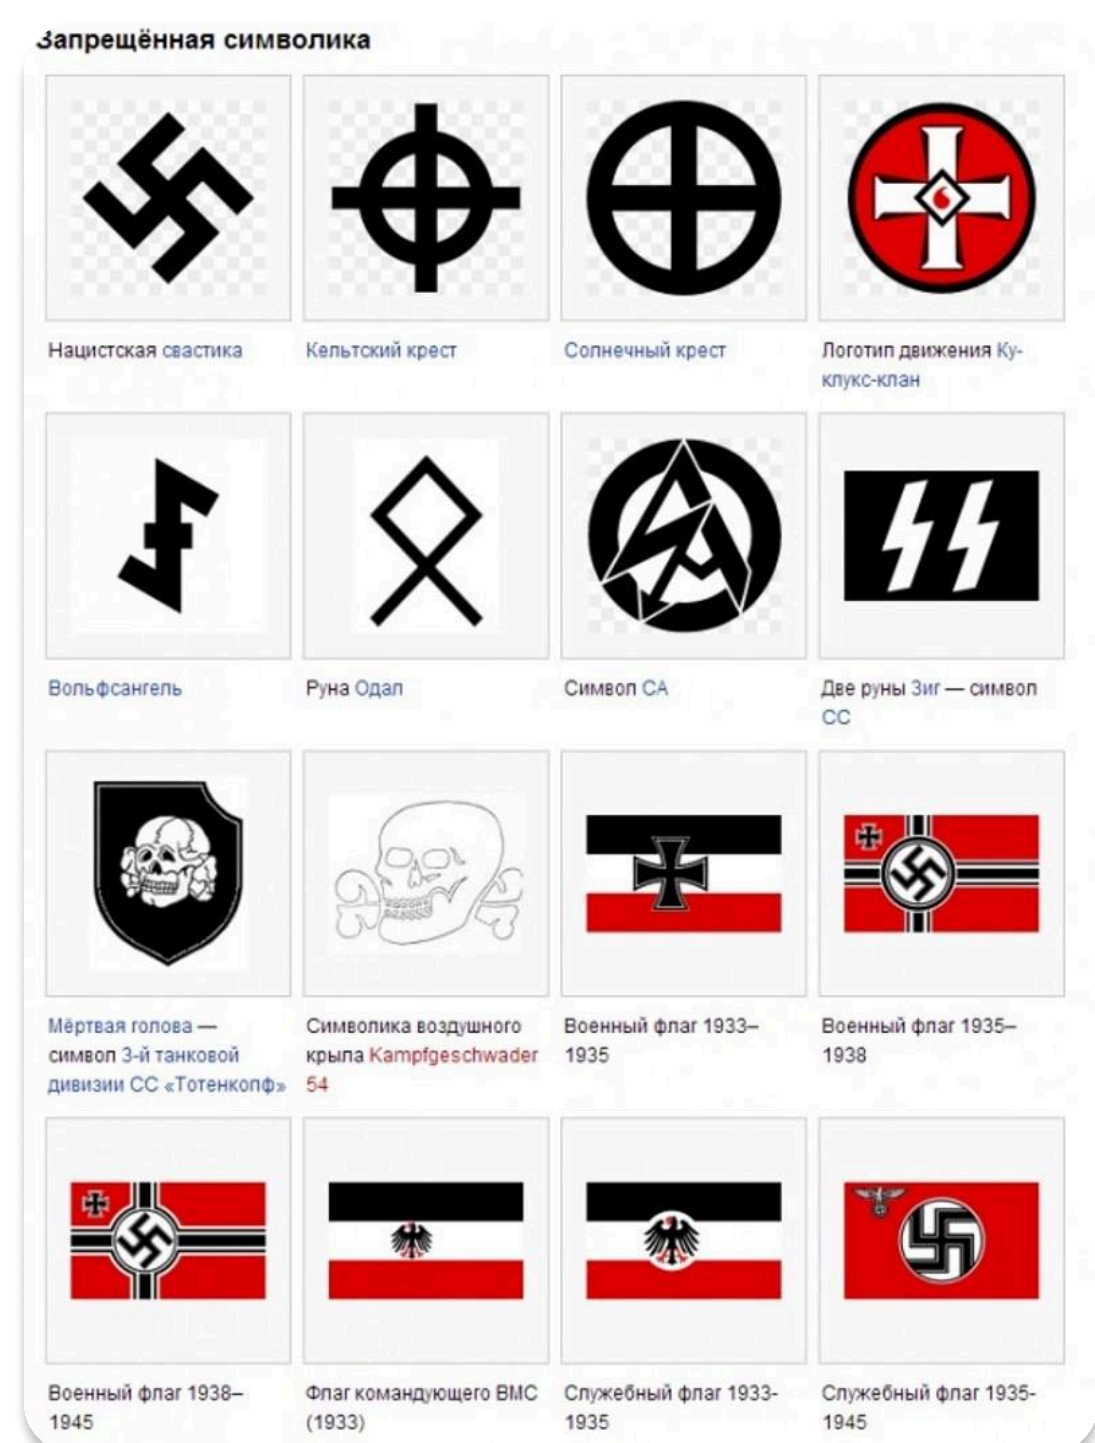 Запрещённая символика
Нацистская свастика
Кельтский крест
Солнечный крест
Логотип движения Ку-
клукс-клан
Вольфсангель
Руна Одал
Символ СА
Две руны Зиг — символ
СС
Мёртвая голова —
символ 3-й танковой
дивизии СС «Тотенкопф»
Символика воздушного
крыла Kampfgeschwader
54
Военный флаг 1933–
1935
Военный флаг 1935–
1938
Военный флаг 1938–
1945
Флаг командующего ВМС
(1933)
Служебный флаг 1933-
1935
Служебный флаг 1935-
1945